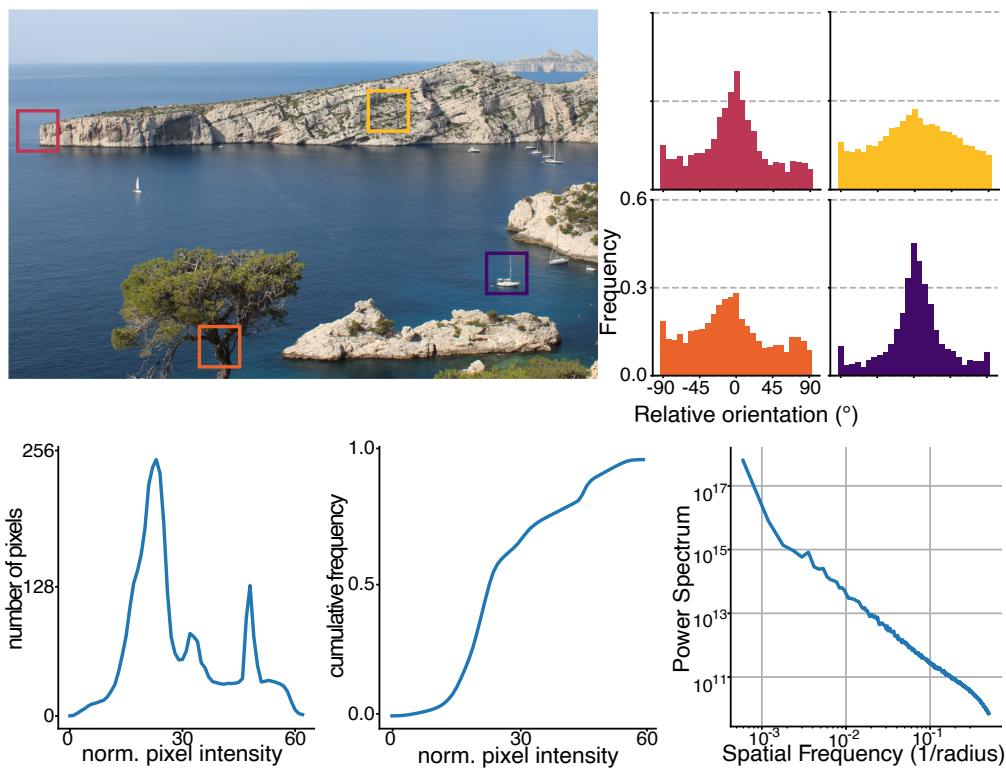 0.6
0.3
0.0
Frequency
-90 -45 0 45 90
Relative orientation (°)
256
128
0
number of pixels
0 30 60
norm. pixel intensity
1.0
0.5
0.0
cumulative frequency
0 30 60
norm. pixel intensity
10¹⁷
10¹⁵
10¹³
10¹¹
Power Spectrum
10⁻³ 10⁻² 10⁻¹
Spatial Frequency (1/radius)